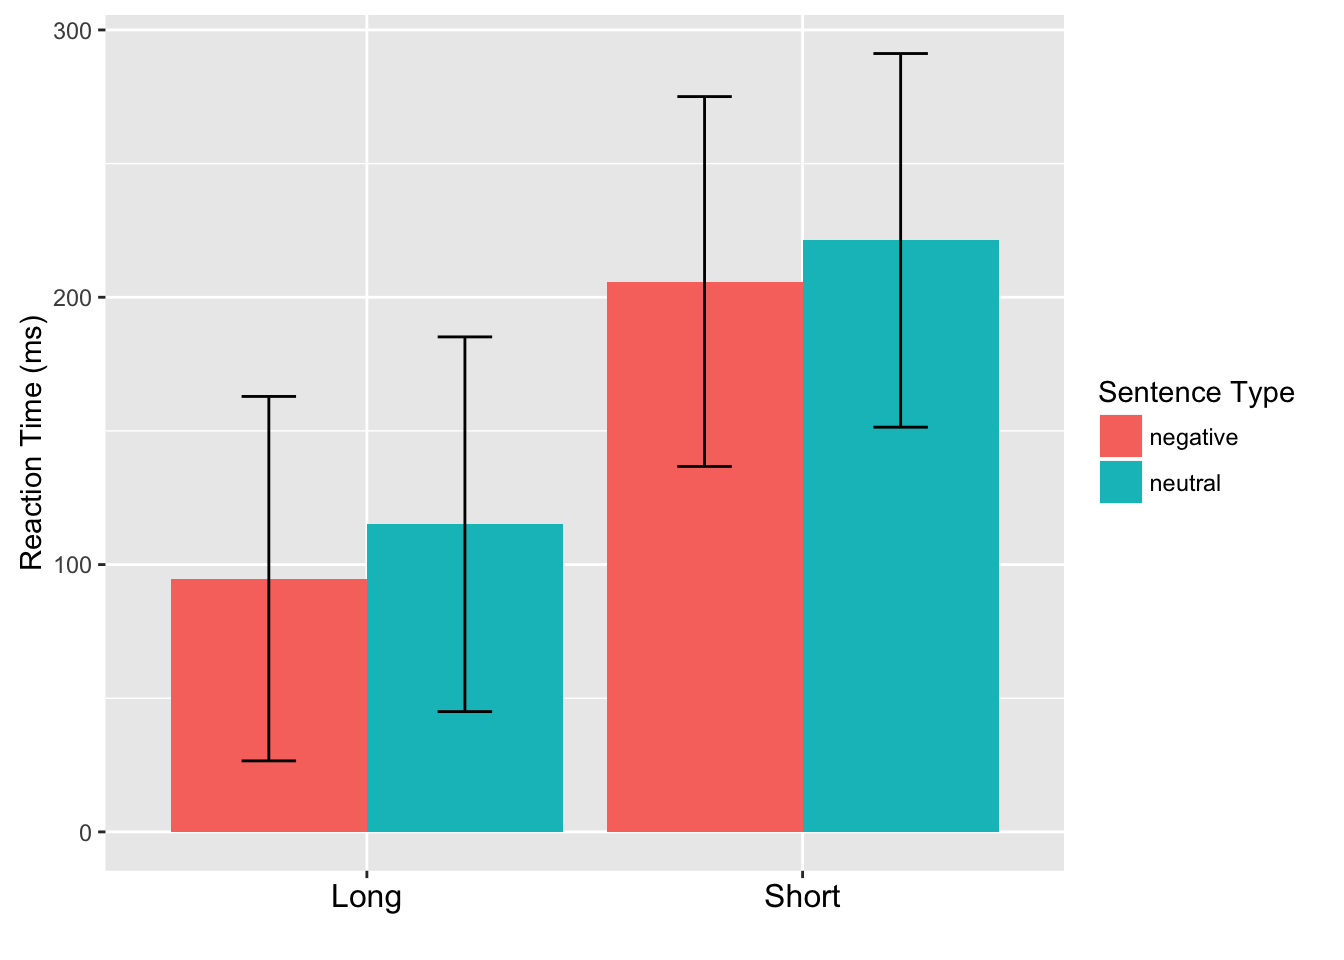 300
200
100
0
Reaction Time (ms)
Long
Short
Sentence Type
negative
neutral